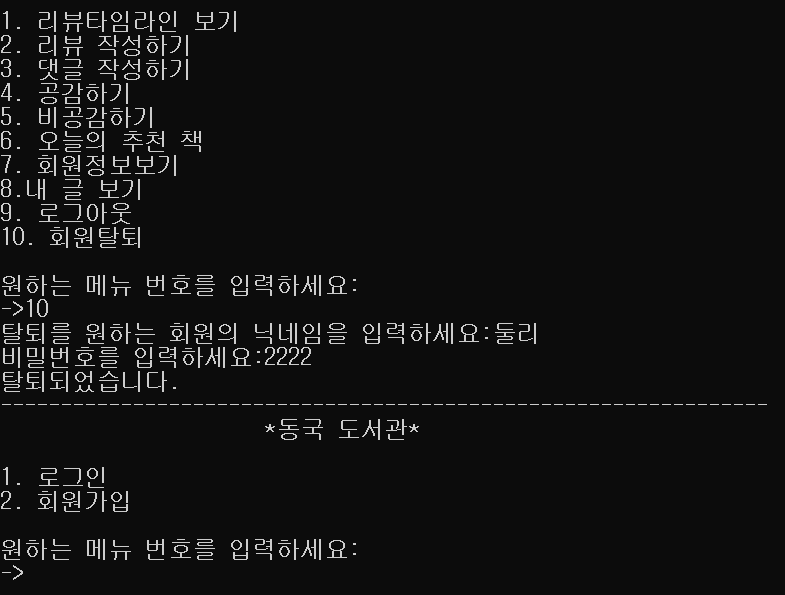 1. 리뷰타임라인 보기
2. 리뷰 작성하기
3. 댓글 작성하기
4. 공감하기
5. 비공감하기
6. 오늘의 추천 책
7. 회원정보보기
8.내 글 보기
9. 로그아웃
10. 회원탈퇴
원하는 메뉴 번호를 입력하세요:
->10
탈퇴를 원하는 회원의 닉네임을 입력하세요:둘리
비밀번호를 입력하세요:2222
탈퇴되었습니다.
----------------------------------------------------------------
*동국 도서관*
1. 로그인
2. 회원가입
원하는 메뉴 번호를 입력하세요:
->